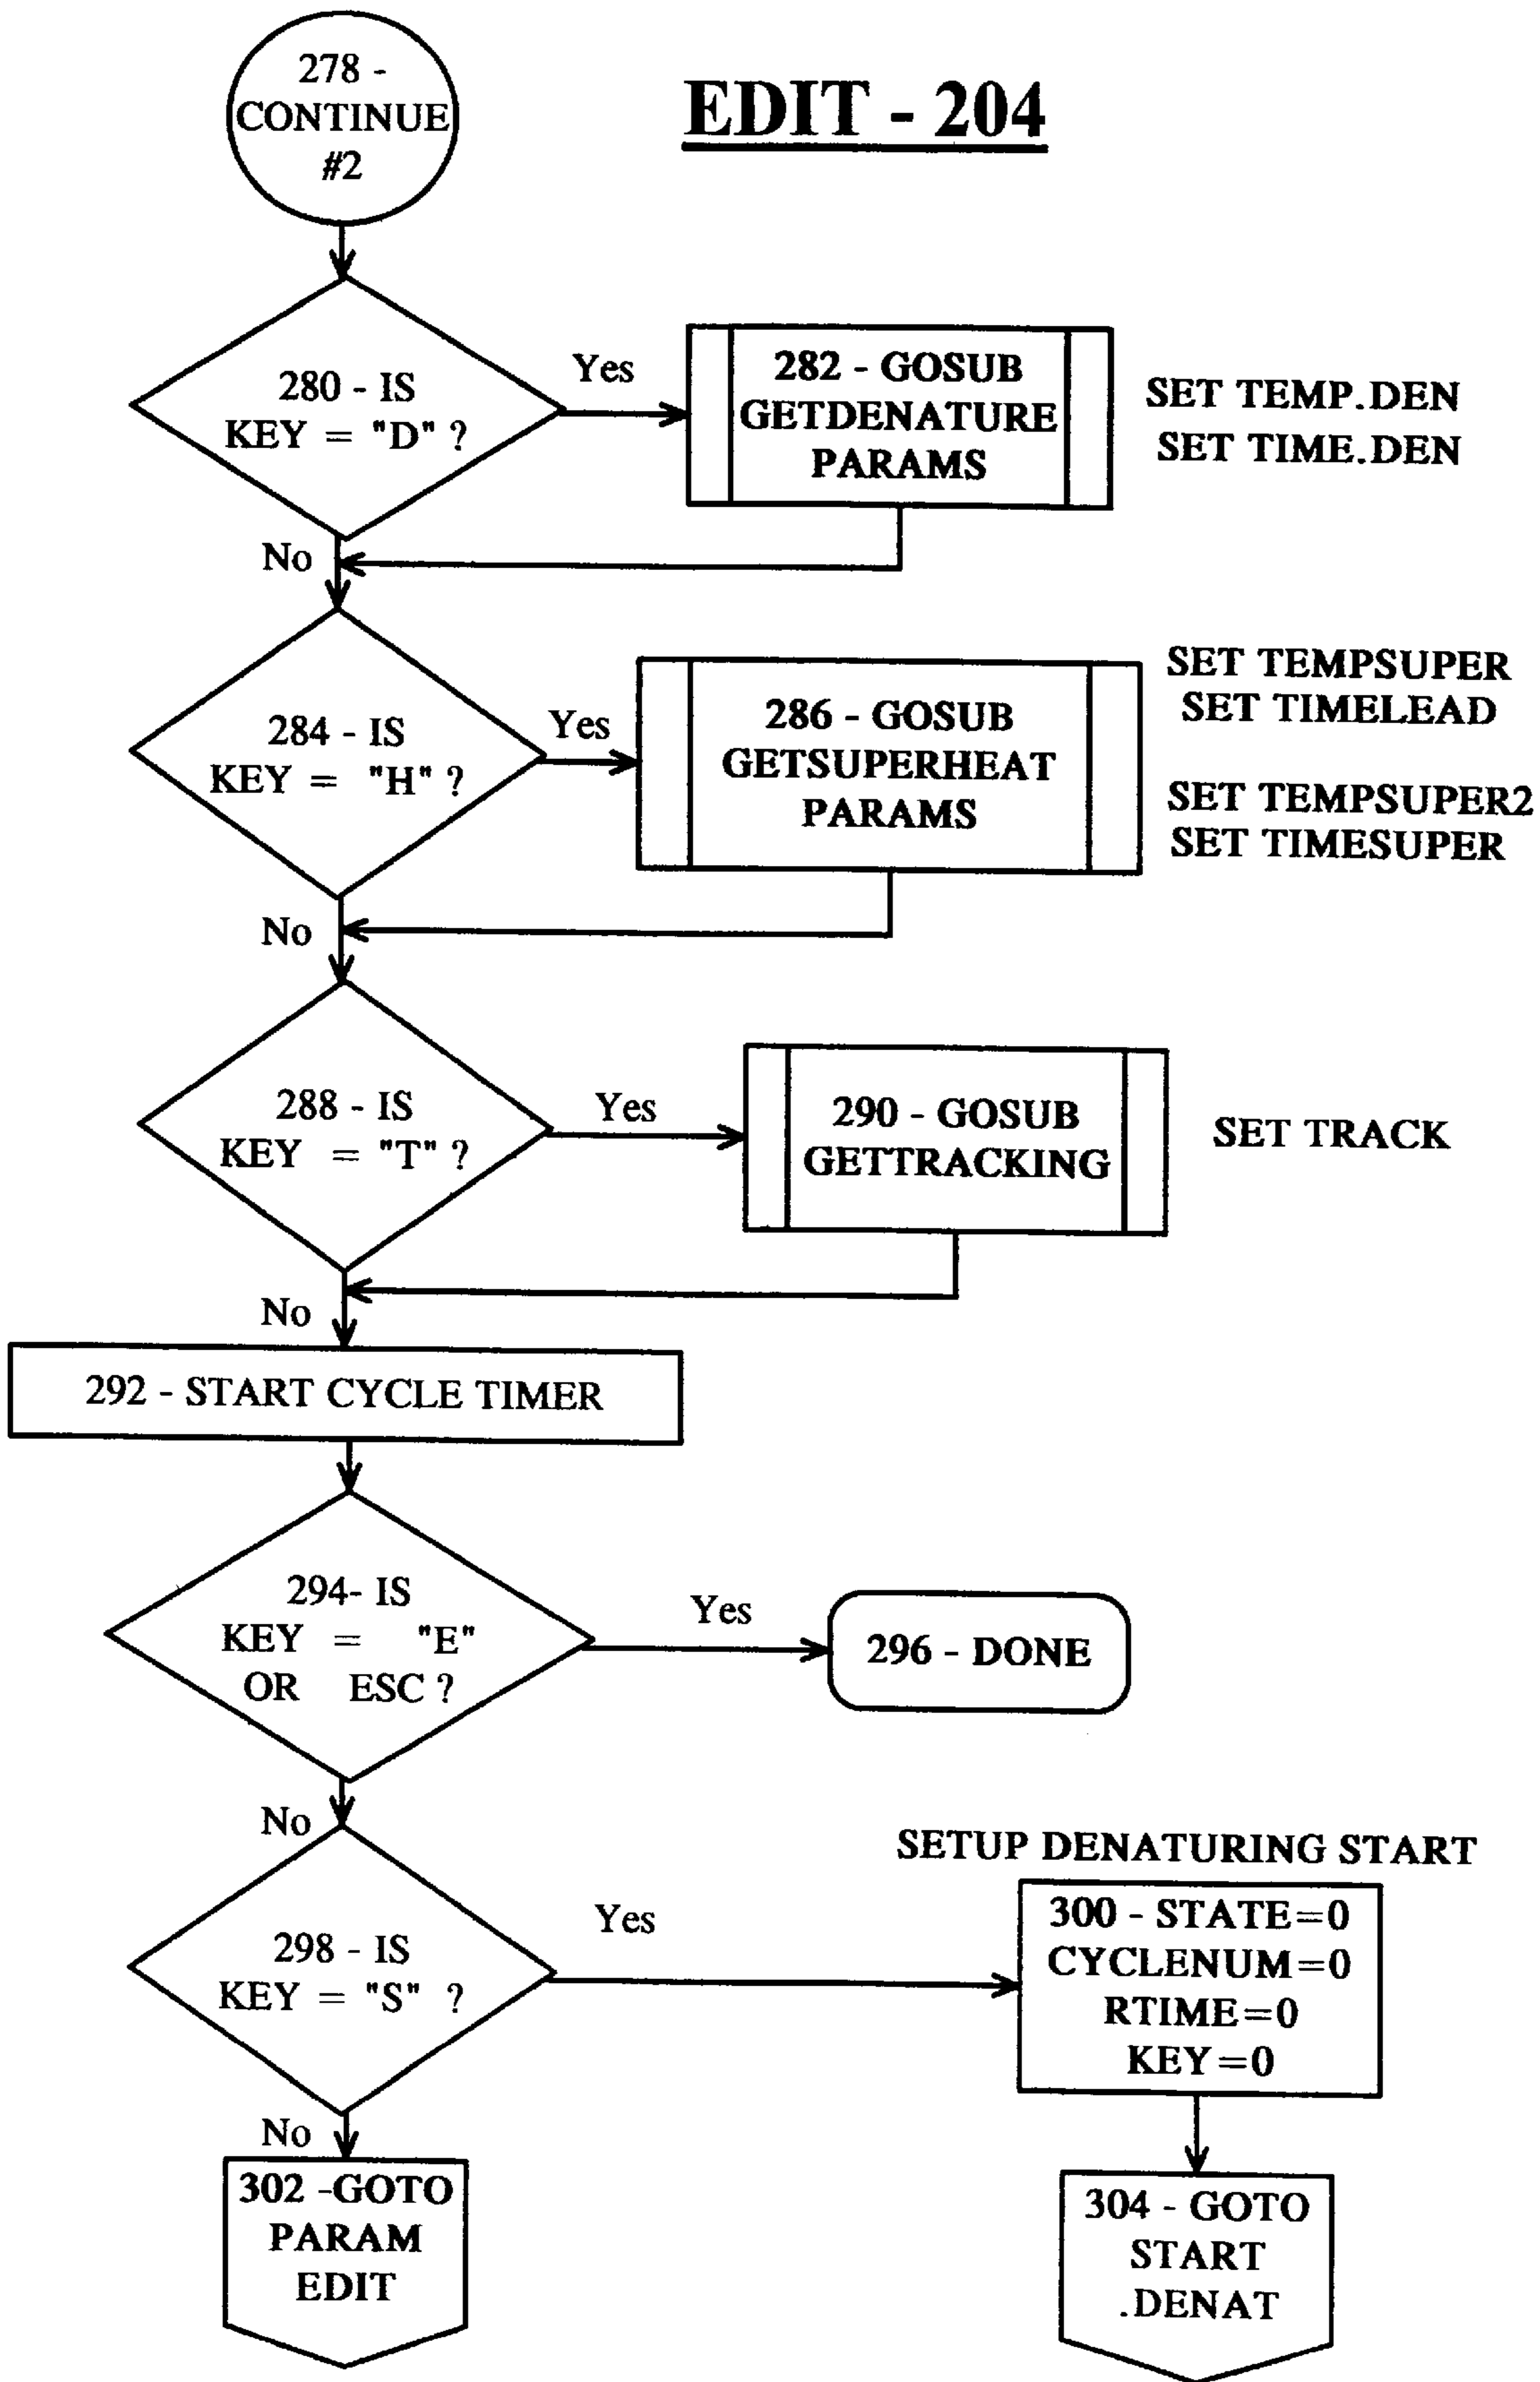 278 -
CONTINUE
#2
EDIT - 204
280 - IS
KEY = "D" ?
Yes
282 - GOSUB
GETDENATURE
PARAMS
SET TEMP.DEN
SET TIME.DEN
No
284 - IS
KEY = "H" ?
Yes
286 - GOSUB
GETSUPERHEAT
PARAMS
SET TEMPSUPER
SET TIMELEAD
SET TEMPSUPER2
SET TIMESUPER
No
288 - IS
KEY = "T" ?
Yes
290 - GOSUB
GETTRACKING
SET TRACK
No
292 - START CYCLE TIMER
294- IS
KEY = "E"
OR ESC ?
Yes
296 - DONE
No
298 - IS
KEY = "S" ?
Yes
SETUP DENATURING START
300 - STATE=0
CYCLENUM=0
RTIME=0
KEY=0
No
302 -GOTO
PARAM
EDIT
304 - GOTO
START
.DENAT